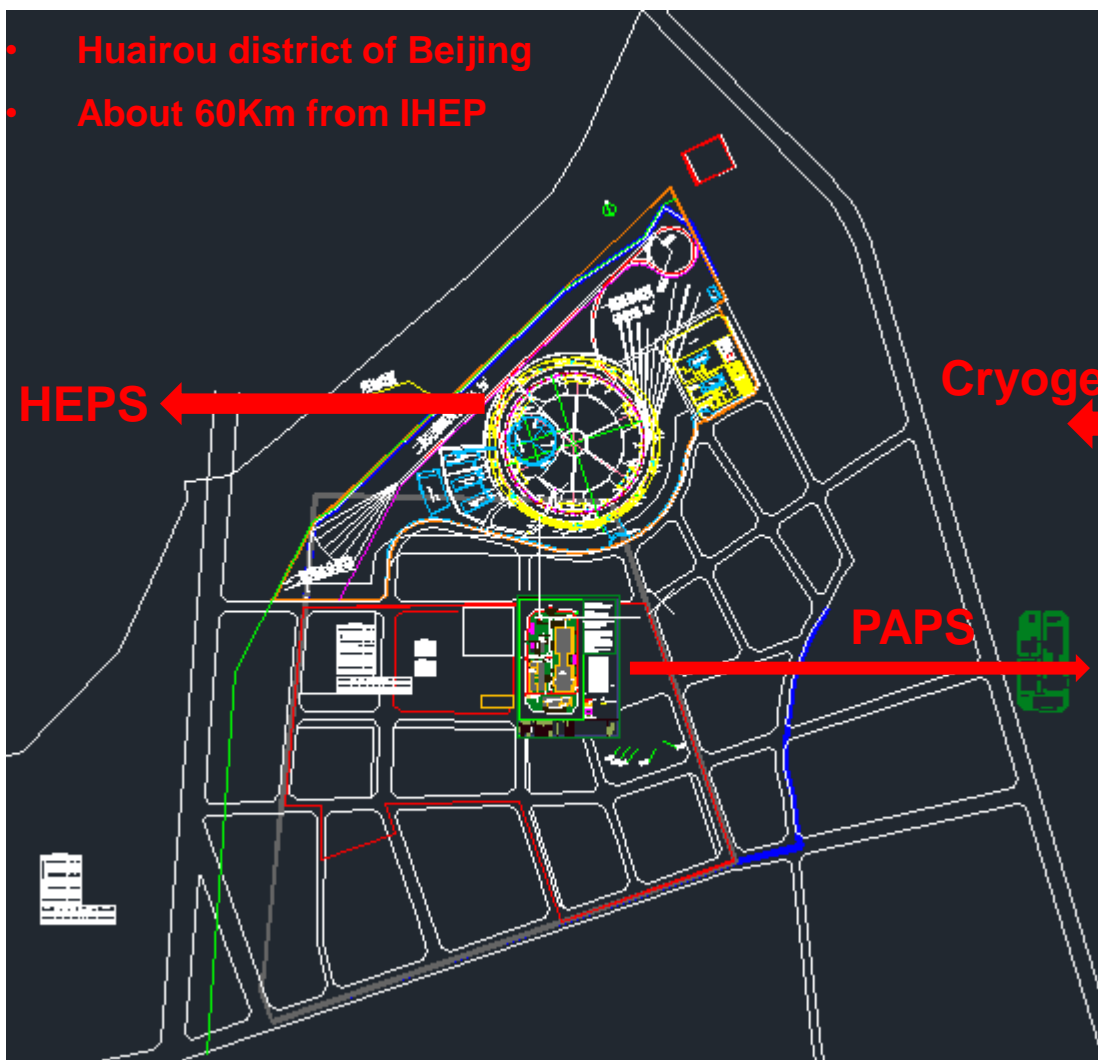 • Huairou district of Beijing
• About 60Km from IHEP
HEPS
Cryoge
PAPS